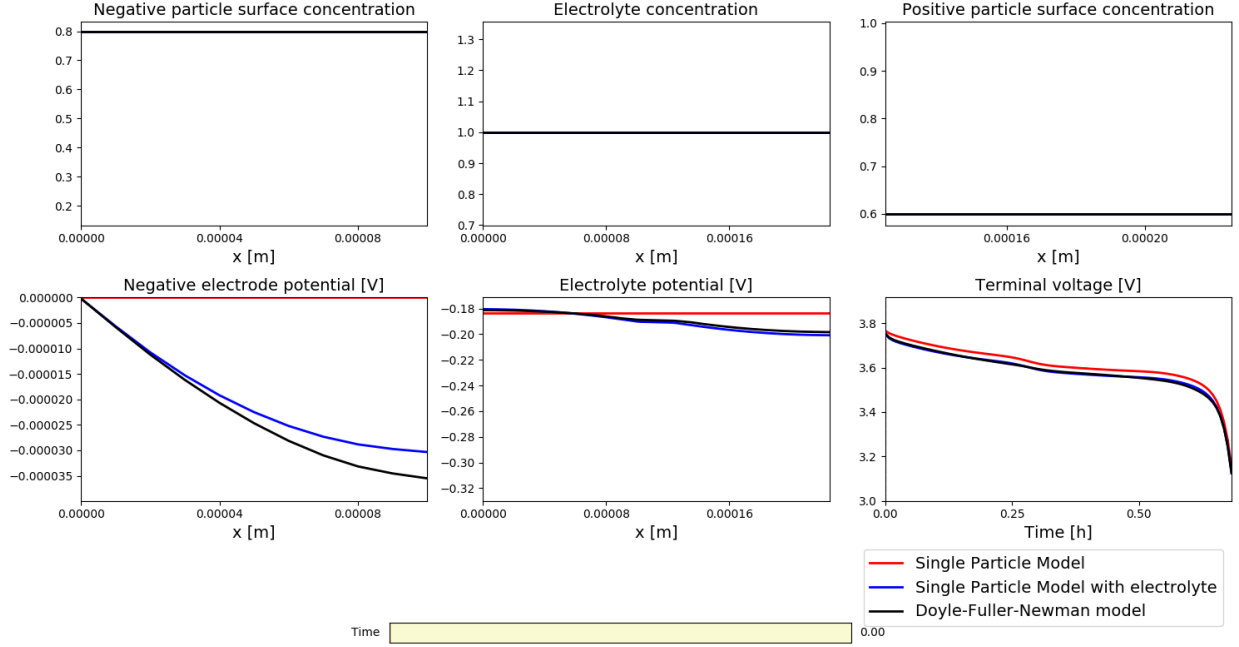 Negative particle surface concentration
0.8
0.7
0.6
0.5
0.4
0.3
0.2
0.00000 0.00004 0.00008
x [m]
Electrolyte concentration
1.3
1.2
1.1
1.0
0.9
0.8
0.7
0.00000 0.00008 0.00016
x [m]
Positive particle surface concentration
1.0
0.9
0.8
0.7
0.6
0.00016 0.00020
x [m]
Negative electrode potential [V]
0.000000
−0.000005
−0.000010
−0.000015
−0.000020
−0.000025
−0.000030
−0.000035
0.00000 0.00004 0.00008
x [m]
Electrolyte potential [V]
−0.18
−0.20
−0.22
−0.24
−0.26
−0.28
−0.30
−0.32
0.00000 0.00008 0.00016
x [m]
Terminal voltage [V]
3.8
3.6
3.4
3.2
3.0
0.00 0.25 0.50
Time [h]
Single Particle Model
Single Particle Model with electrolyte
Doyle-Fuller-Newman model
Time 0.00